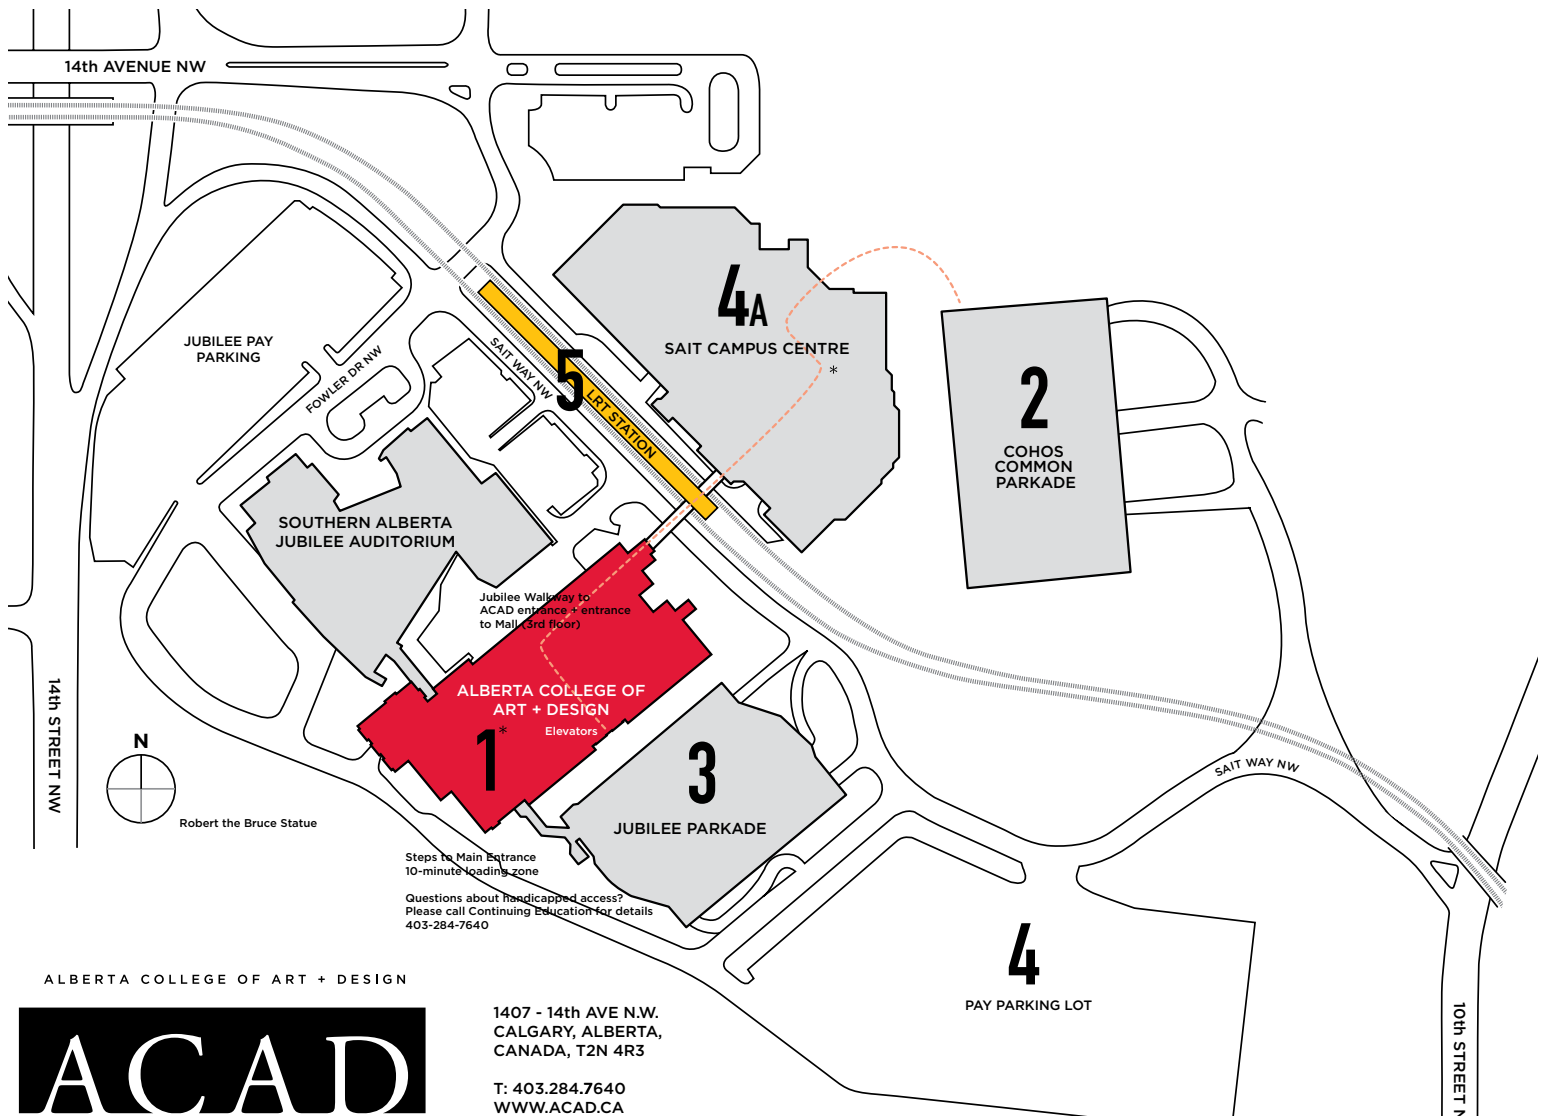 14th AVENUE NW
4A
SAIT CAMPUS CENTRE
*
JUBILEE PAY
PARKING
FOWLER DR NW
SAIT WAY NW
5
LRT STATION
2
COHOS
COMMON
PARKADE
SOUTHERN ALBERTA
JUBILEE AUDITORIUM
Jubilee Walkway to
ACAD entrance + entrance
to Mall (3rd floor)
ALBERTA COLLEGE OF
ART + DESIGN
1*
Elevators
3
JUBILEE PARKADE
14th STREET NW
N
Robert the Bruce Statue
SAIT WAY NW
Steps to Main Entrance
10-minute loading zone
Questions about handicapped access?
Please call Continuing Education for details
403-284-7640
4
PAY PARKING LOT
10th STREET N
ALBERTA COLLEGE OF ART + DESIGN
ACAD
1407 - 14th AVE N.W.
CALGARY, ALBERTA,
CANADA, T2N 4R3
T: 403.284.7640
WWW.ACAD.CA